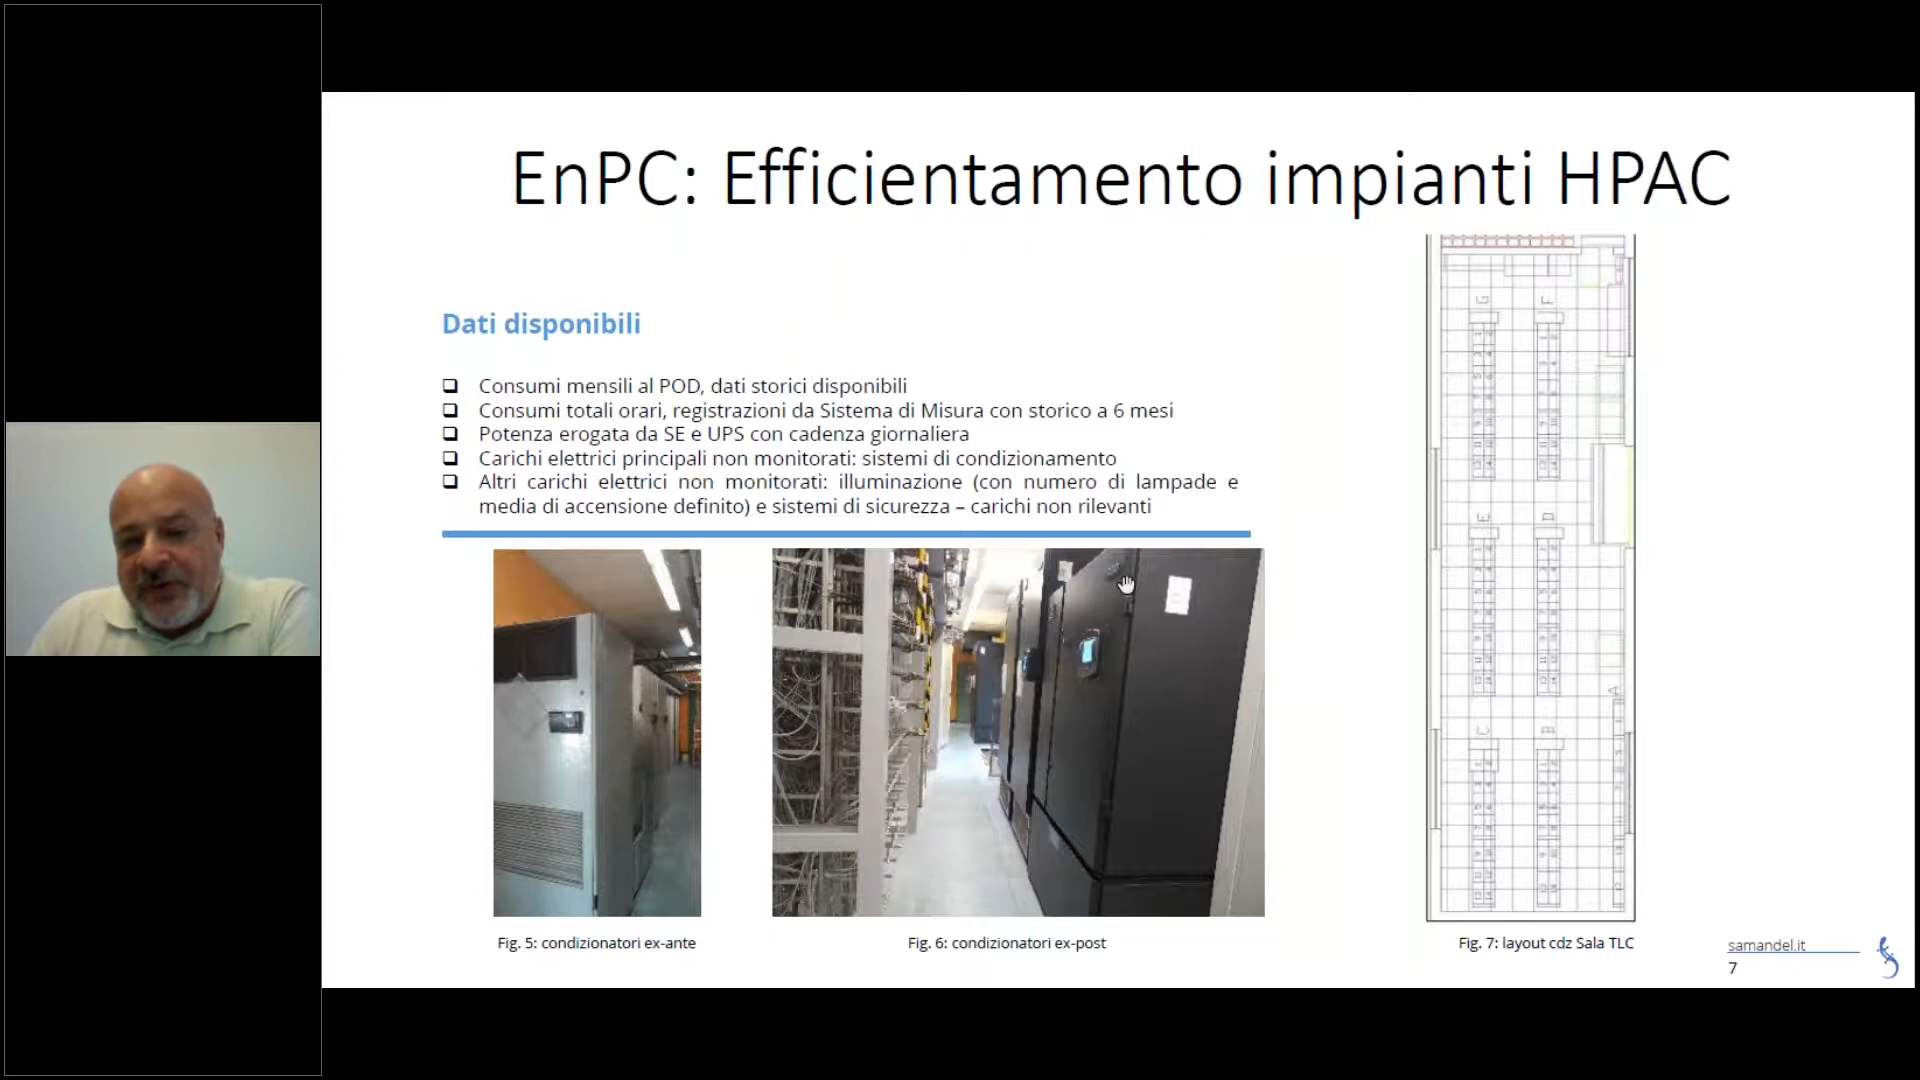 EnPC: Efficientamento impianti HPAC
Dati disponibili
Consumi mensili al POD, dati storici disponibili
Consumi totali orari, registrazioni da Sistema di Misura con storico a 6 mesi
Potenza erogata da SE e UPS con cadenza giornaliera
Carichi elettrici principali non monitorati: sistemi di condizionamento
Altri carichi elettrici non monitorati: illuminazione (con numero di lampade e
media di accensione definito) e sistemi di sicurezza – carichi non rilevanti
G F
E D
C B
A
Fig. 5: condizionatori ex-ante
Fig. 6: condizionatori ex-post
Fig. 7: layout cdz Sala TLC
samandel.it
7